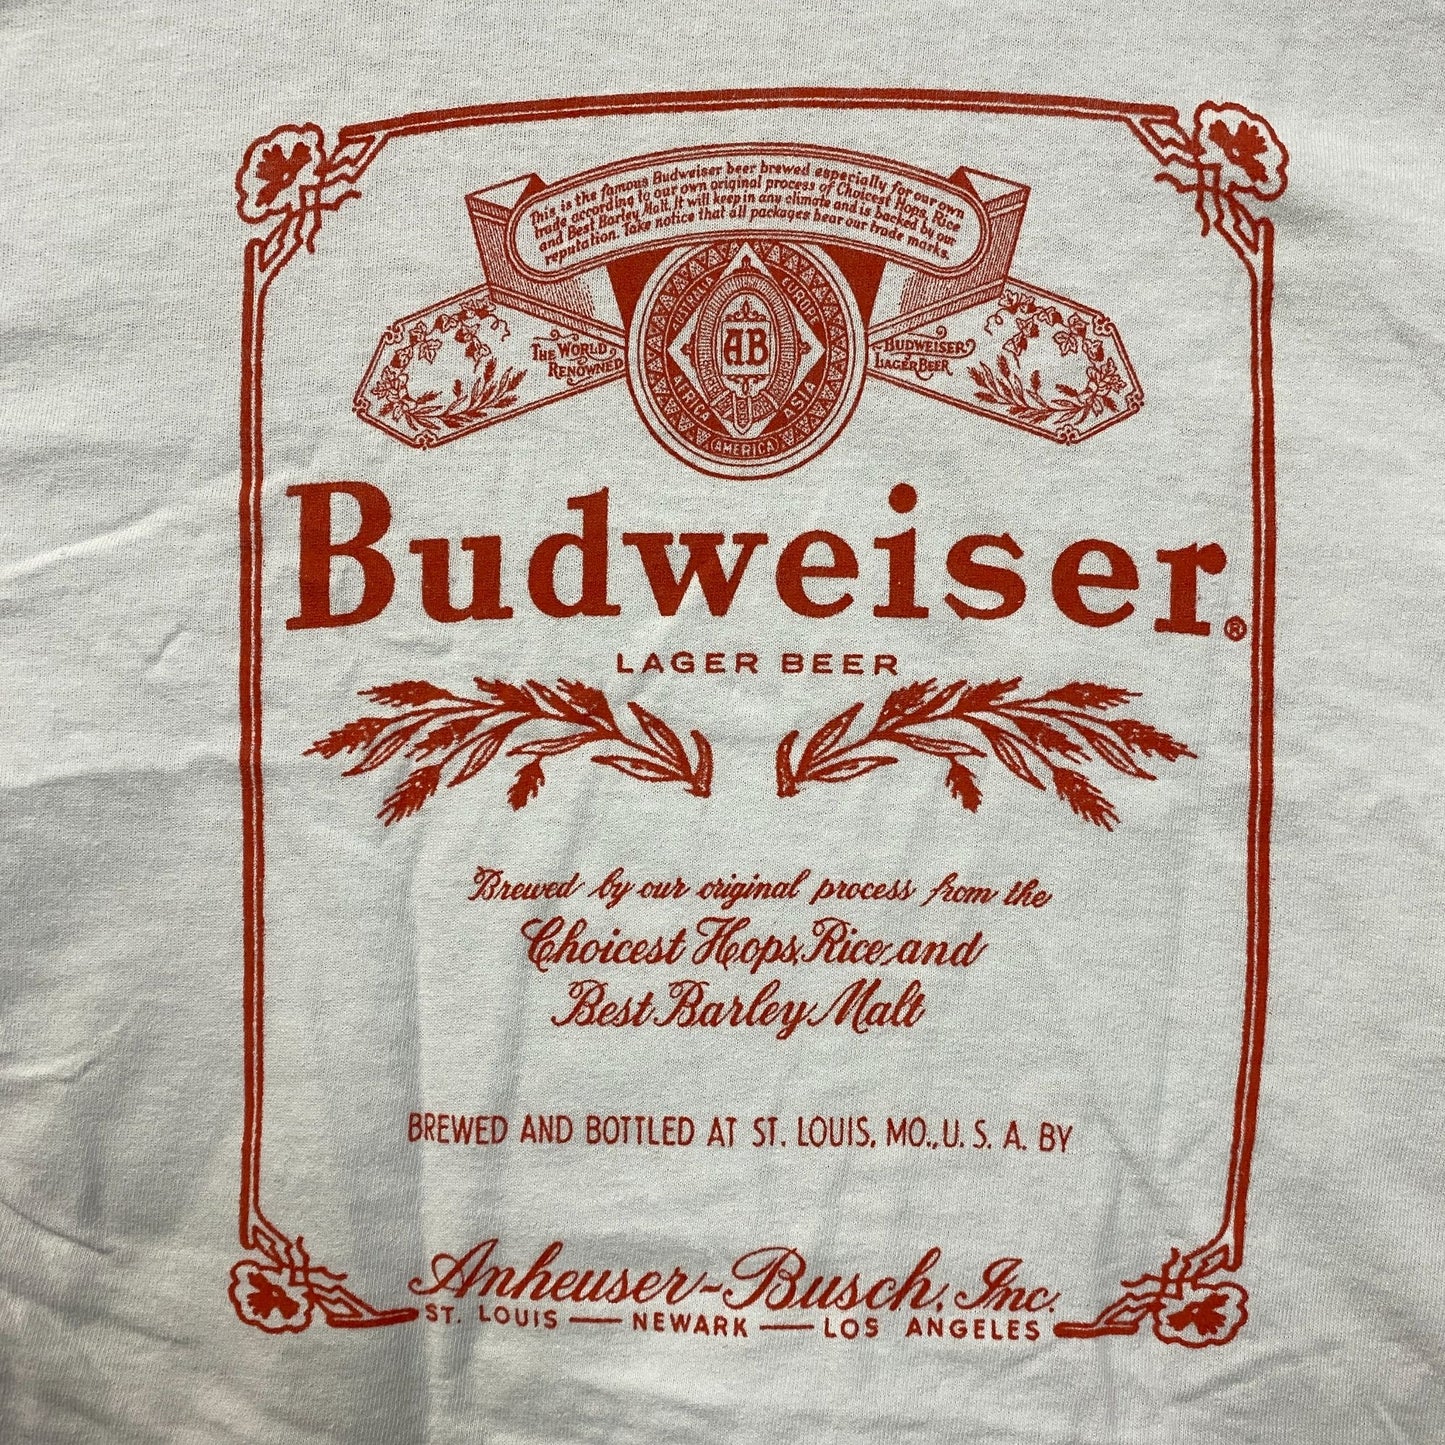 This is the famous Budweiser beer brewed especially for our own
trade according to our own original process of Choicest Hops, Rice
and Best Barley Malt. It will keep in any climate and is backed by our
reputation. Take notice that all packages bear our trade marks.
THE WORLD
RENOWNED
AUSTRALIA
EUROPE
AB
AFRICA
ASIA
AMERICA
BUDWEISER
LAGER BEER
Budweiser®
LAGER BEER
Brewed by our original process from the
Choicest Hops, Rice and
Best Barley Malt
BREWED AND BOTTLED AT ST. LOUIS, MO., U. S. A. BY
Anheuser-Busch, Inc.
ST. LOUIS — NEWARK — LOS ANGELES